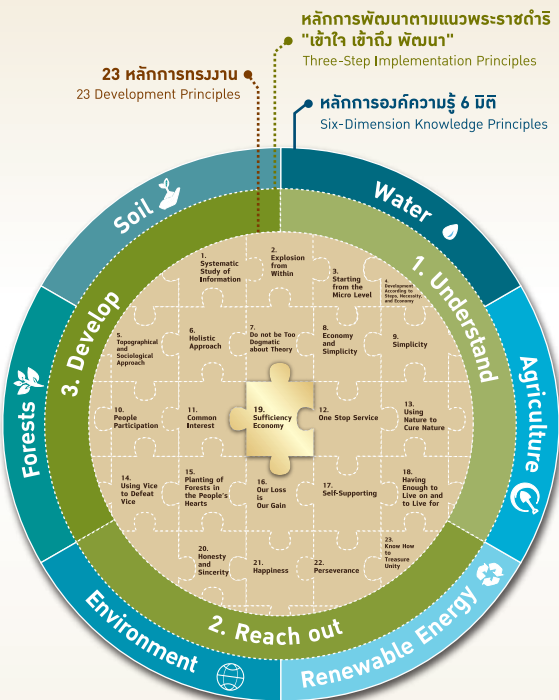 หลักการพัฒนาตามแนวพระราชดำริ
"เข้าใจ เข้าถึง พัฒนา"
Three-Step Implementation Principles
23 หลักการทรงงาน
23 Development Principles
หลักการองค์ความรู้ 6 มิติ
Six-Dimension Knowledge Principles
Soil
Water
Agriculture
Renewable Energy
Environment
Forests
1. Understand
2. Reach out
3. Develop
1.
Systematic
Study of
Information
2.
Explosion
from
Within
3.
Starting
from the
Micro Level
4.
Development
According to
Steps, Necessity,
and Economy
5.
Topographical
and
Sociological
Approach
6.
Holistic
Approach
7.
Do not be Too
Dogmatic
about Theory
8.
Economy
and
Simplicity
9.
Simplicity
10.
People
Participation
11.
Common
Interest
19.
Sufficiency
Economy
12.
One Stop Service
13.
Using
Nature to
Cure Nature
14.
Using Vice
to Defeat
Vice
15.
Planting of
Forests in
the People's
Hearts
16.
Our Loss
is
Our Gain
17.
Self-Supporting
18.
Having
Enough to
Live on and
to Live for
20.
Honesty
and
Sincerity
21.
Happiness
22.
Perseverance
23.
Know How
to
Treasure
Unity